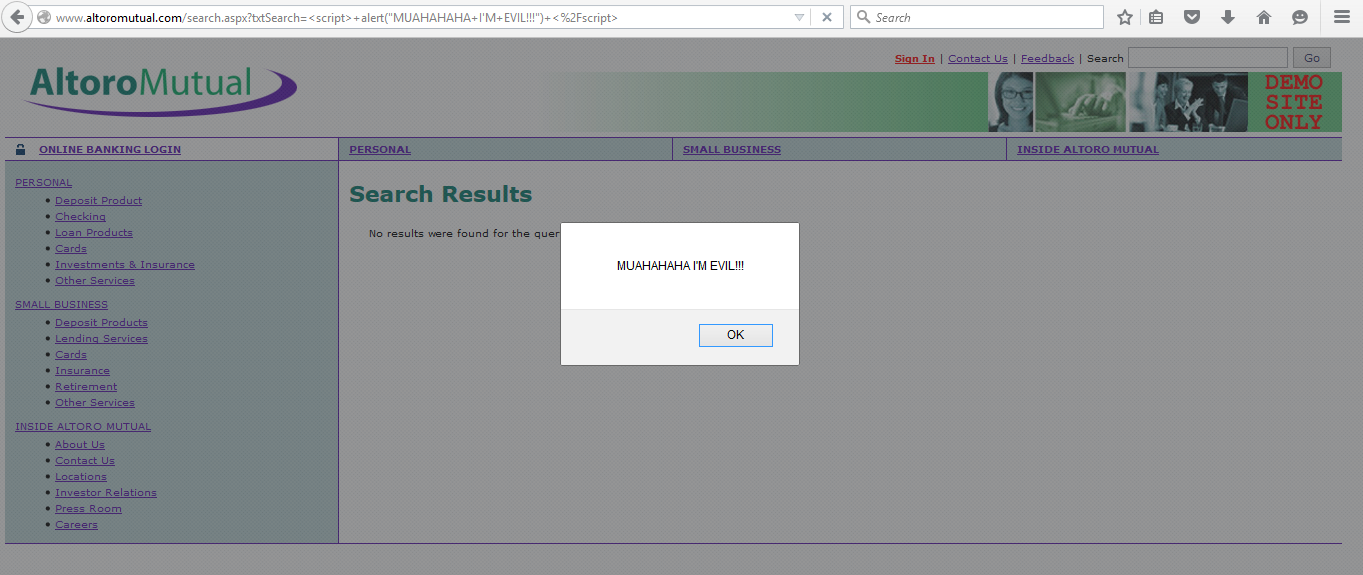 www.altoromutual.com/search.aspx?txtSearch=<script>+alert("MUAHAHAHA+I'M+EVIL!!!")+<%2Fscript>
Search
AltoroMutual
Sign In | Contact Us | Feedback | Search
Go
DEMO
SITE
ONLY
ONLINE BANKING LOGIN
PERSONAL
SMALL BUSINESS
INSIDE ALTORO MUTUAL
PERSONAL
Deposit Product
Checking
Loan Products
Cards
Investments & Insurance
Other Services
SMALL BUSINESS
Deposit Products
Lending Services
Cards
Insurance
Retirement
Other Services
INSIDE ALTORO MUTUAL
About Us
Contact Us
Locations
Investor Relations
Press Room
Careers
Search Results
No results were found for the quer
MUAHAHAHA I'M EVIL!!!
OK